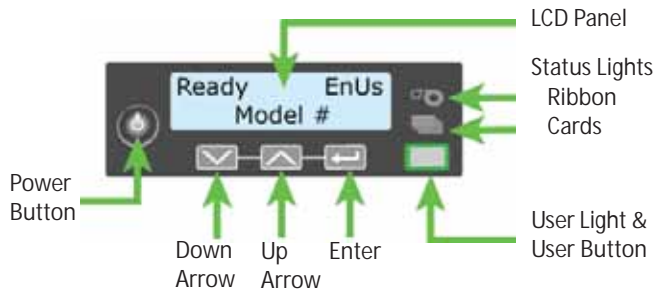 LCD Panel
Status Lights
Ribbon
Cards
Ready EnUs
Model #
Power
Button
Down
Arrow
Up
Arrow
Enter
User Light &
User Button